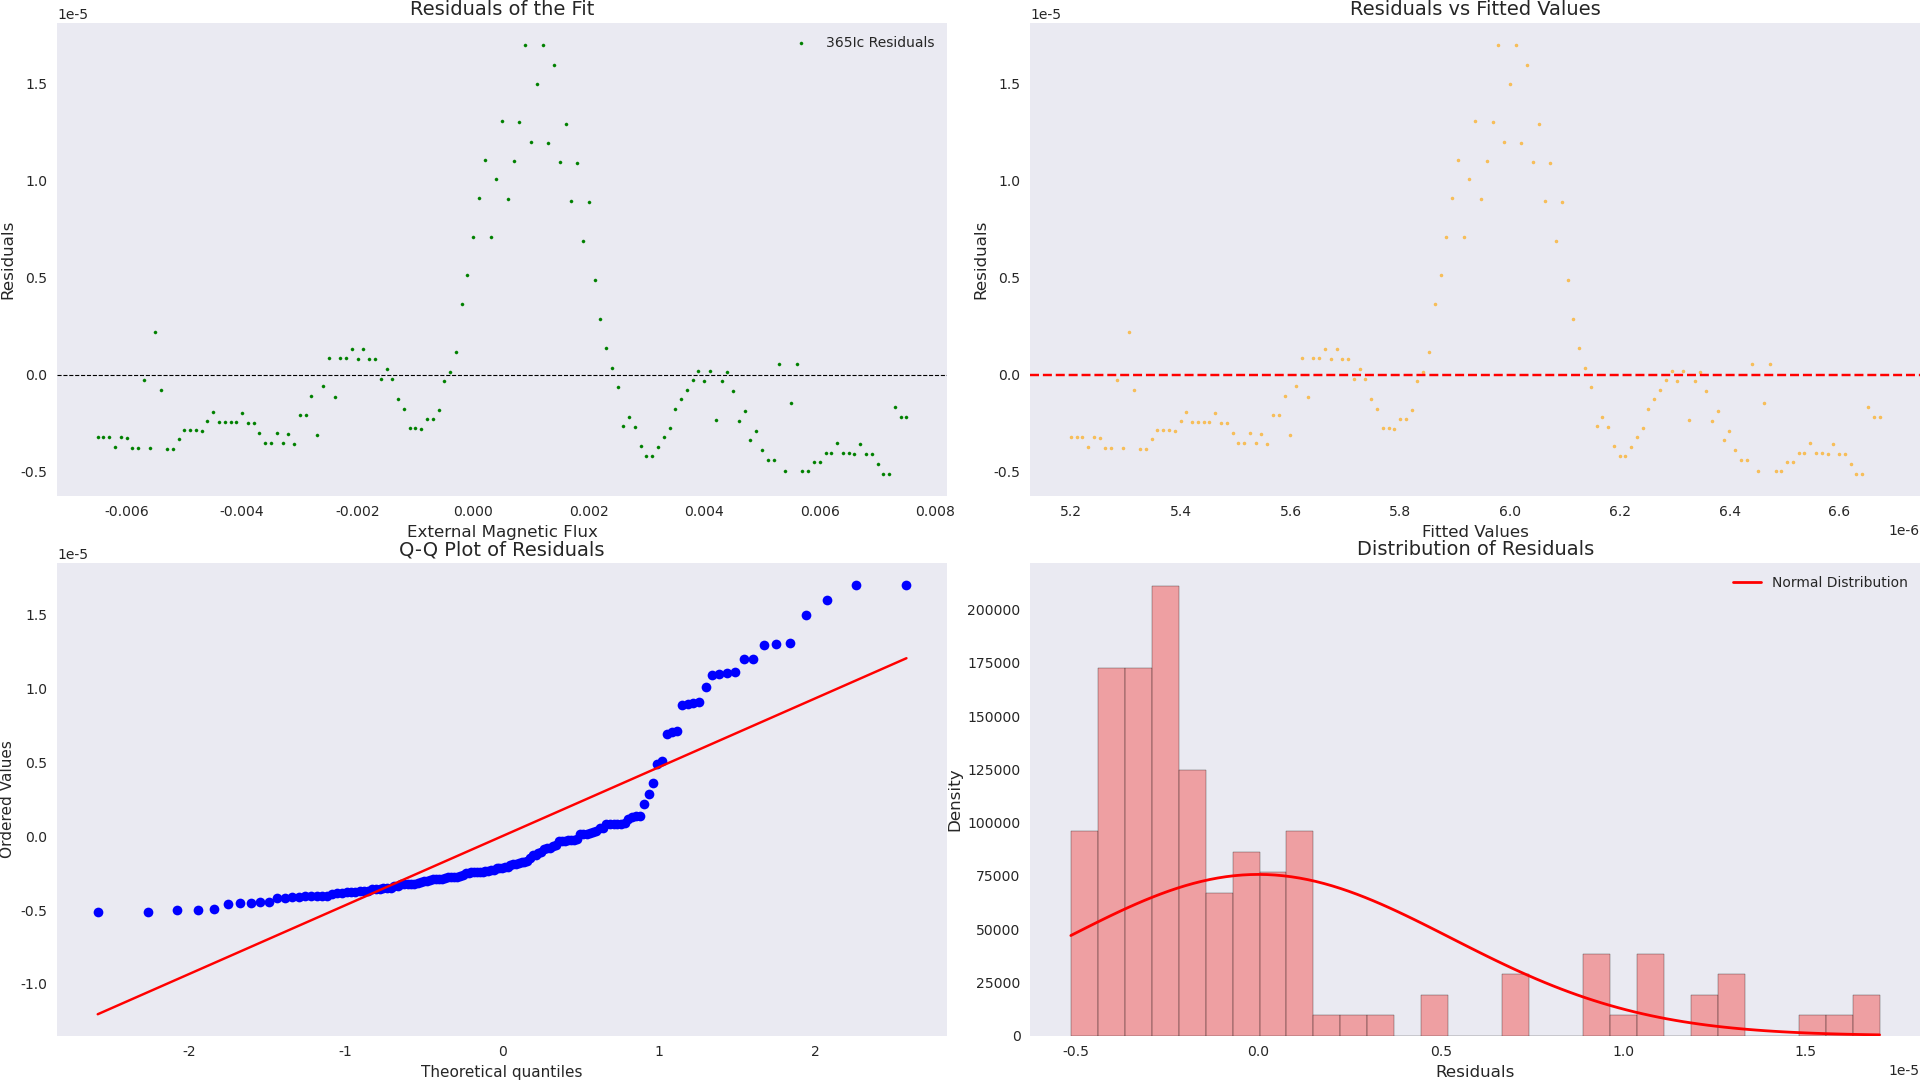 Residuals of the Fit
1e-5
365Ic Residuals
Residuals
1.5
1.0
0.5
0.0
-0.5
-0.006 -0.004 -0.002 0.000 0.002 0.004 0.006 0.008
External Magnetic Flux
Residuals vs Fitted Values
1e-5
Residuals
1.5
1.0
0.5
0.0
-0.5
5.2 5.4 5.6 5.8 6.0 6.2 6.4 6.6
1e-6
Fitted Values
Q-Q Plot of Residuals
1e-5
Ordered Values
1.5
1.0
0.5
0.0
-0.5
-1.0
-2 -1 0 1 2
Theoretical quantiles
Distribution of Residuals
Normal Distribution
Density
200000
175000
150000
125000
100000
75000
50000
25000
0
-0.5 0.0 0.5 1.0 1.5
1e-5
Residuals